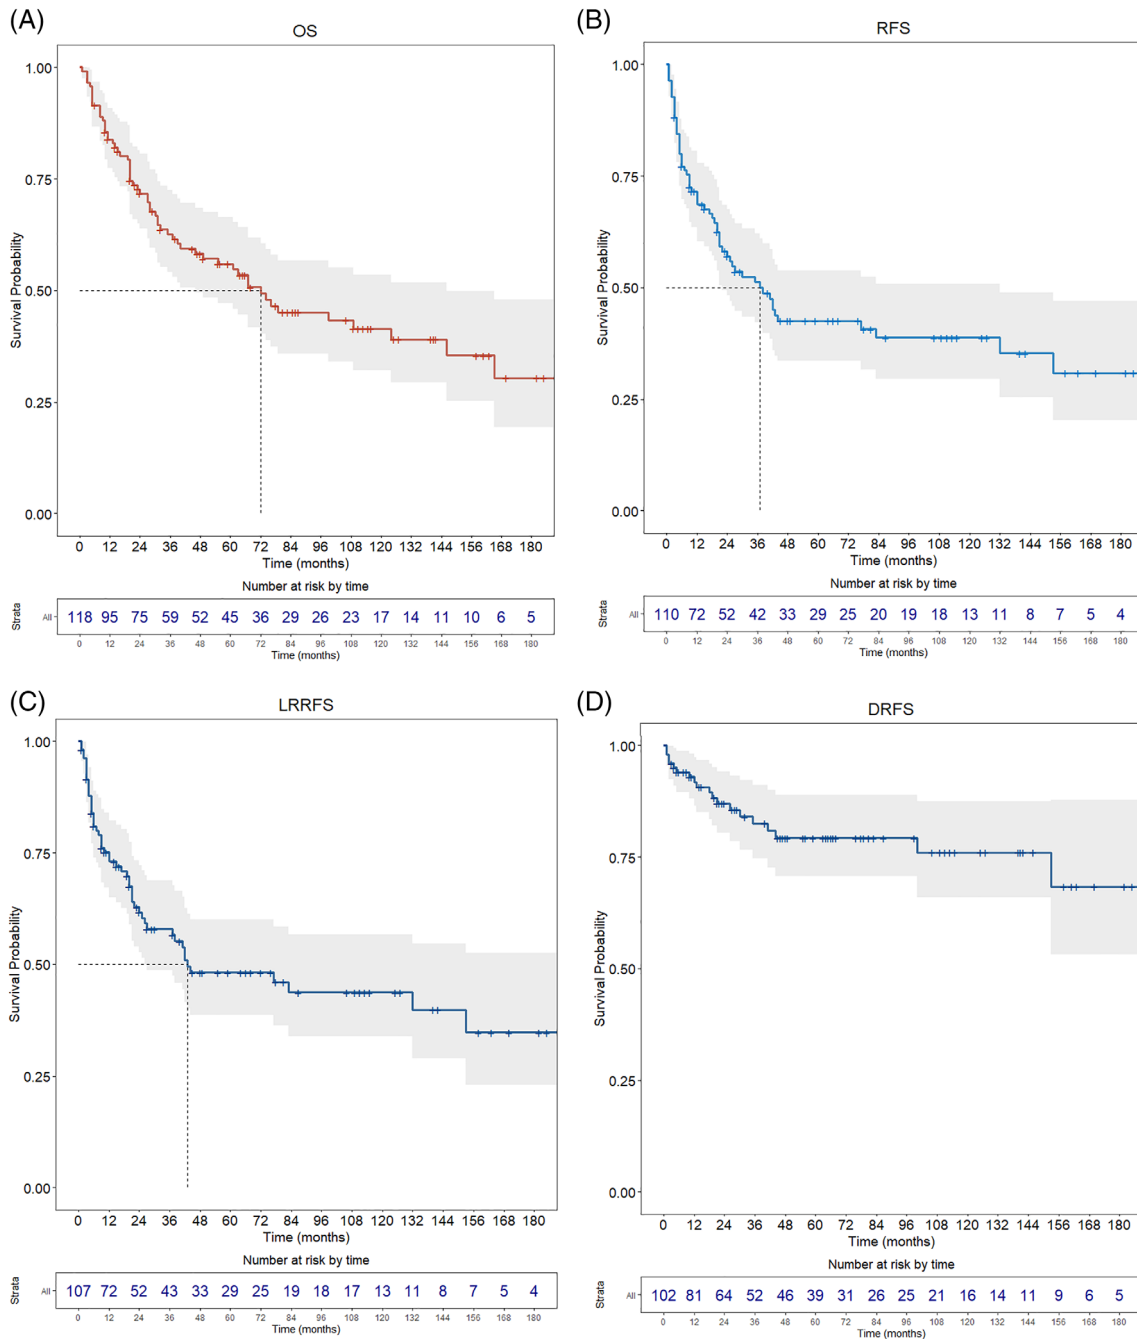 (A)
OS
1.00
0.75
0.50
0.25
0.00
Survival Probability
0 12 24 36 48 60 72 84 96 108 120 132 144 156 168 180
Time (months)
Number at risk by time
Strata
All
118 95 75 59 52 45 36 29 26 23 17 14 11 10 6 5
0 12 24 36 48 60 72 84 96 108 120 132 144 156 168 180
Time (months)
(B)
RFS
1.00
0.75
0.50
0.25
0.00
Survival Probability
0 12 24 36 48 60 72 84 96 108 120 132 144 156 168 180
Time (months)
Number at risk by time
Strata
All
110 72 52 42 33 29 25 20 19 18 13 11 8 7 5 4
0 12 24 36 48 60 72 84 96 108 120 132 144 156 168 180
Time (months)
(C)
LRRFS
1.00
0.75
0.50
0.25
0.00
Survival Probability
0 12 24 36 48 60 72 84 96 108 120 132 144 156 168 180
Time (months)
Number at risk by time
Strata
All
107 72 52 43 33 29 25 19 18 17 13 11 8 7 5 4
0 12 24 36 48 60 72 84 96 108 120 132 144 156 168 180
Time (months)
(D)
DRFS
1.00
0.75
0.50
0.25
0.00
Survival Probability
0 12 24 36 48 60 72 84 96 108 120 132 144 156 168 180
Time (months)
Number at risk by time
Strata
All
102 81 64 52 46 39 31 26 25 21 16 14 11 9 6 5
0 12 24 36 48 60 72 84 96 108 120 132 144 156 168 180
Time (months)